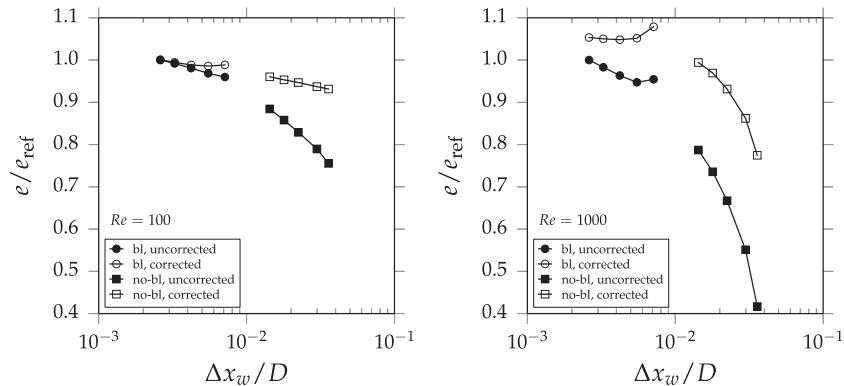 1.1
1.0
0.9
0.8
0.7
0.6
0.5
0.4
e/e_ref
Re = 100
bl, uncorrected
bl, corrected
no-bl, uncorrected
no-bl, corrected
10⁻³
10⁻²
10⁻¹
Δx_w/D
1.1
1.0
0.9
0.8
0.7
0.6
0.5
0.4
e/e_ref
Re = 1000
bl, uncorrected
bl, corrected
no-bl, uncorrected
no-bl, corrected
10⁻³
10⁻²
10⁻¹
Δx_w/D